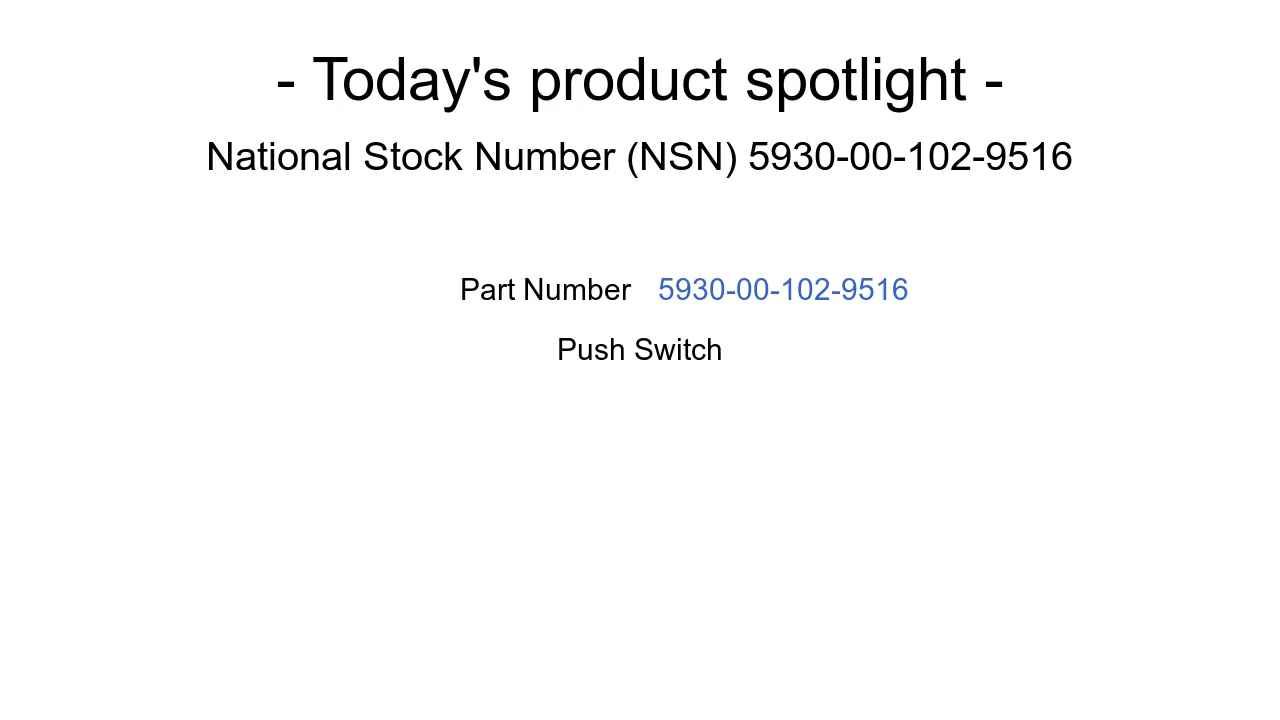 - Today's product spotlight -
National Stock Number (NSN) 5930-00-102-9516
Part Number 5930-00-102-9516
Push Switch